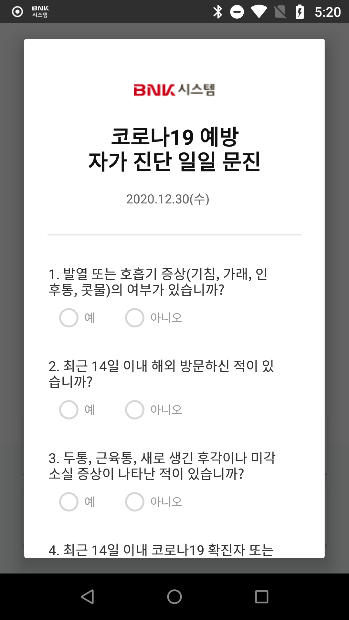 BNK
시스템
5:20
BNK 시스템
코로나19 예방
자가 진단 일일 문진
2020.12.30(수)
1. 발열 또는 호흡기 증상(기침, 가래, 인
후통, 콧물)의 여부가 있습니까?
예 아니오
2. 최근 14일 이내 해외 방문하신 적이 있
습니까?
예 아니오
3. 두통, 근육통, 새로 생긴 후각이나 미각
소실 증상이 나타난 적이 있습니까?
예 아니오
4. 최근 14일 이내 코로나19 확진자 또는